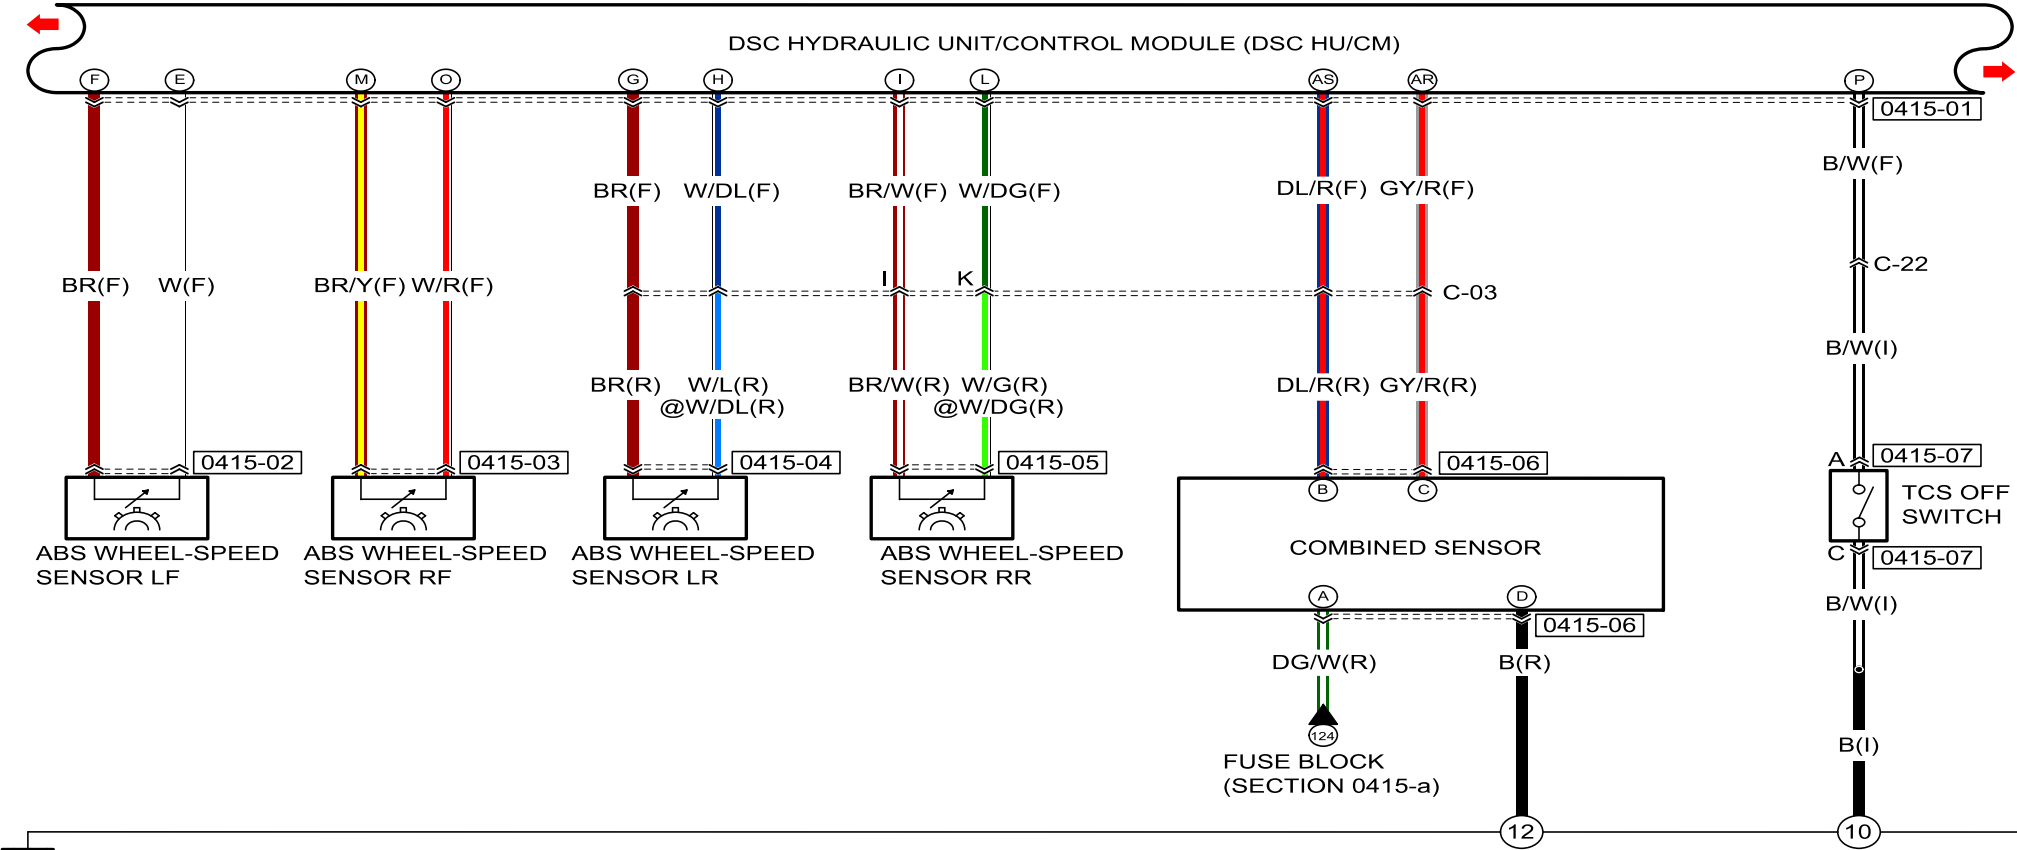 DSC HYDRAULIC UNIT/CONTROL MODULE (DSC HU/CM)
F E M O G H I L AS AR P
0415-01
B/W(F)
BR(F) W/DL(F) BR/W(F) W/DG(F) DL/R(F) GY/R(F)
C-22
BR(F) W(F) BR/Y(F) W/R(F) I K C-03
B/W(I)
BR(R) W/L(R) BR/W(R) W/G(R) DL/R(R) GY/R(R)
@W/DL(R) @W/DG(R)
0415-02 0415-03 0415-04 0415-05 0415-06 A 0415-07
B C
TCS OFF
SWITCH
COMBINED SENSOR
C 0415-07
ABS WHEEL-SPEED
SENSOR LF
ABS WHEEL-SPEED
SENSOR RF
ABS WHEEL-SPEED
SENSOR LR
ABS WHEEL-SPEED
SENSOR RR
A D
B/W(I)
0415-06
DG/W(R) B(R)
124
B(I)
FUSE BLOCK
(SECTION 0415-a)
12 10